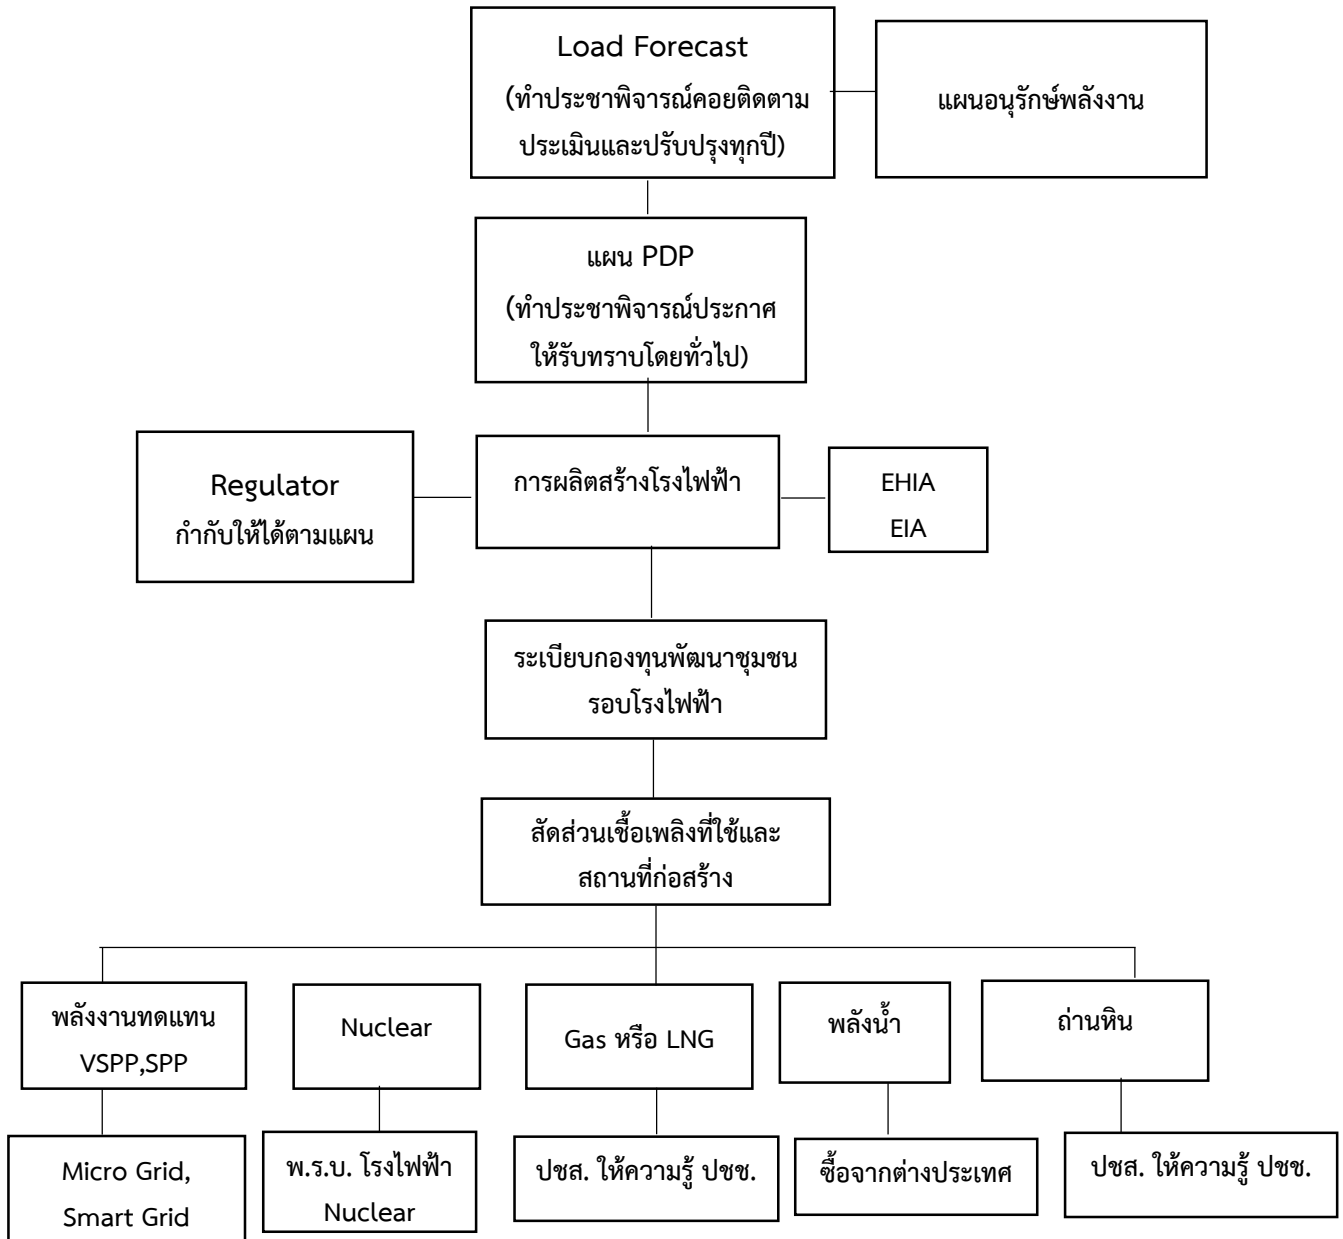 Load Forecast
(ทำประชาพิจารณ์คอยติดตาม
ประเมินและปรับปรุงทุกปี)
แผนอนุรักษ์พลังงาน
แผน PDP
(ทำประชาพิจารณ์ประกาศ
ให้รับทราบโดยทั่วไป)
Regulator
กำกับให้ได้ตามแผน
การผลิตสร้างโรงไฟฟ้า
EHIA
EIA
ระเบียบกองทุนพัฒนาชุมชน
รอบโรงไฟฟ้า
สัดส่วนเชื้อเพลิงที่ใช้และ
สถานที่ก่อสร้าง
พลังงานทดแทน
VSPP,SPP
Nuclear
Gas หรือ LNG
พลังน้ำ
ถ่านหิน
Micro Grid,
Smart Grid
พ.ร.บ. โรงไฟฟ้า
Nuclear
ปชส. ให้ความรู้ ปชช.
ซื้อจากต่างประเทศ
ปชส. ให้ความรู้ ปชช.